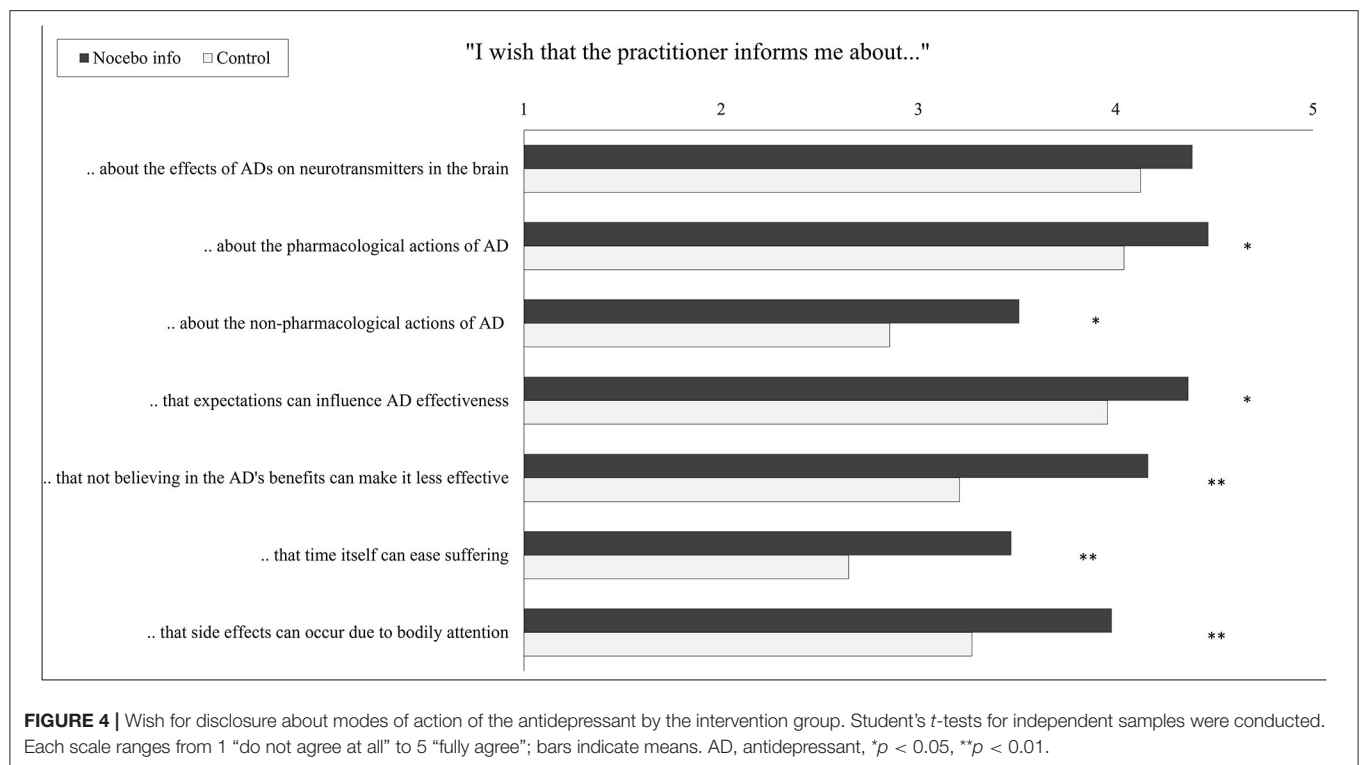 ■ Nocebo info □ Control
"I wish that the practitioner informs me about..."
1 2 3 4 5
.. about the effects of ADs on neurotransmitters in the brain
.. about the pharmacological actions of AD *
.. about the non-pharmacological actions of AD *
.. that expectations can influence AD effectiveness *
.. that not believing in the AD's benefits can make it less effective **
.. that time itself can ease suffering **
.. that side effects can occur due to bodily attention **
FIGURE 4 | Wish for disclosure about modes of action of the antidepressant by the intervention group. Student's t-tests for independent samples were conducted.
Each scale ranges from 1 “do not agree at all” to 5 “fully agree”; bars indicate means. AD, antidepressant, *p < 0.05, **p < 0.01.